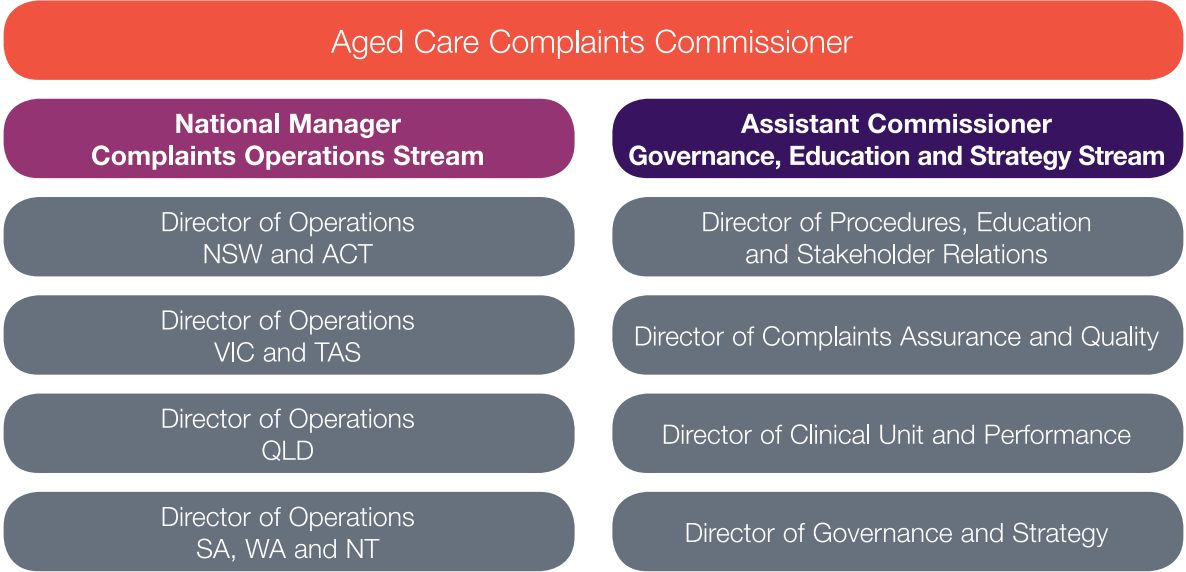 Aged Care Complaints Commissioner
National Manager
Complaints Operations Stream
Director of Operations
NSW and ACT
Director of Operations
VIC and TAS
Director of Operations
QLD
Director of Operations
SA, WA and NT
Assistant Commissioner
Governance, Education and Strategy Stream
Director of Procedures, Education
and Stakeholder Relations
Director of Complaints Assurance and Quality
Director of Clinical Unit and Performance
Director of Governance and Strategy